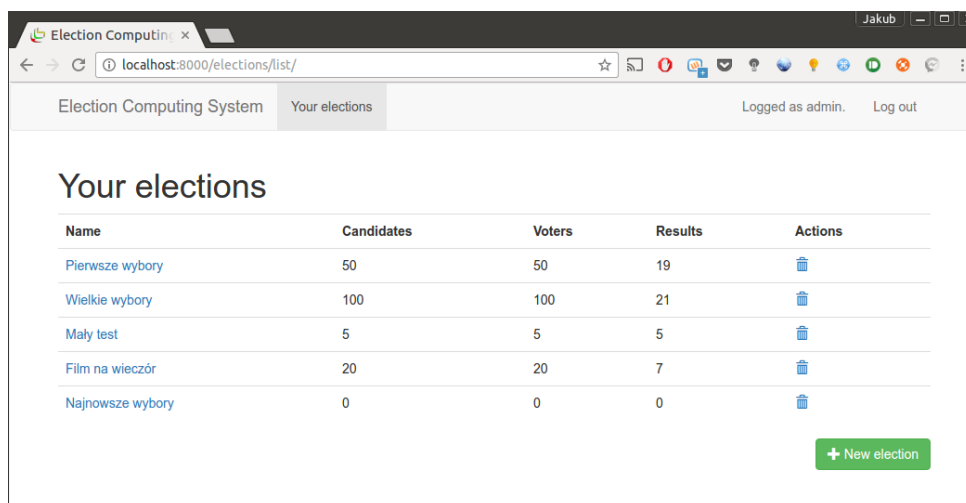 Jakub
Election Computing
localhost:8000/elections/list/
Election Computing System Your elections Logged as admin. Log out
Your elections
Name Candidates Voters Results Actions
Pierwsze wybory 50 50 19
Wielkie wybory 100 100 21
Mały test 5 5 5
Film na wieczór 20 20 7
Najnowsze wybory 0 0 0
New election